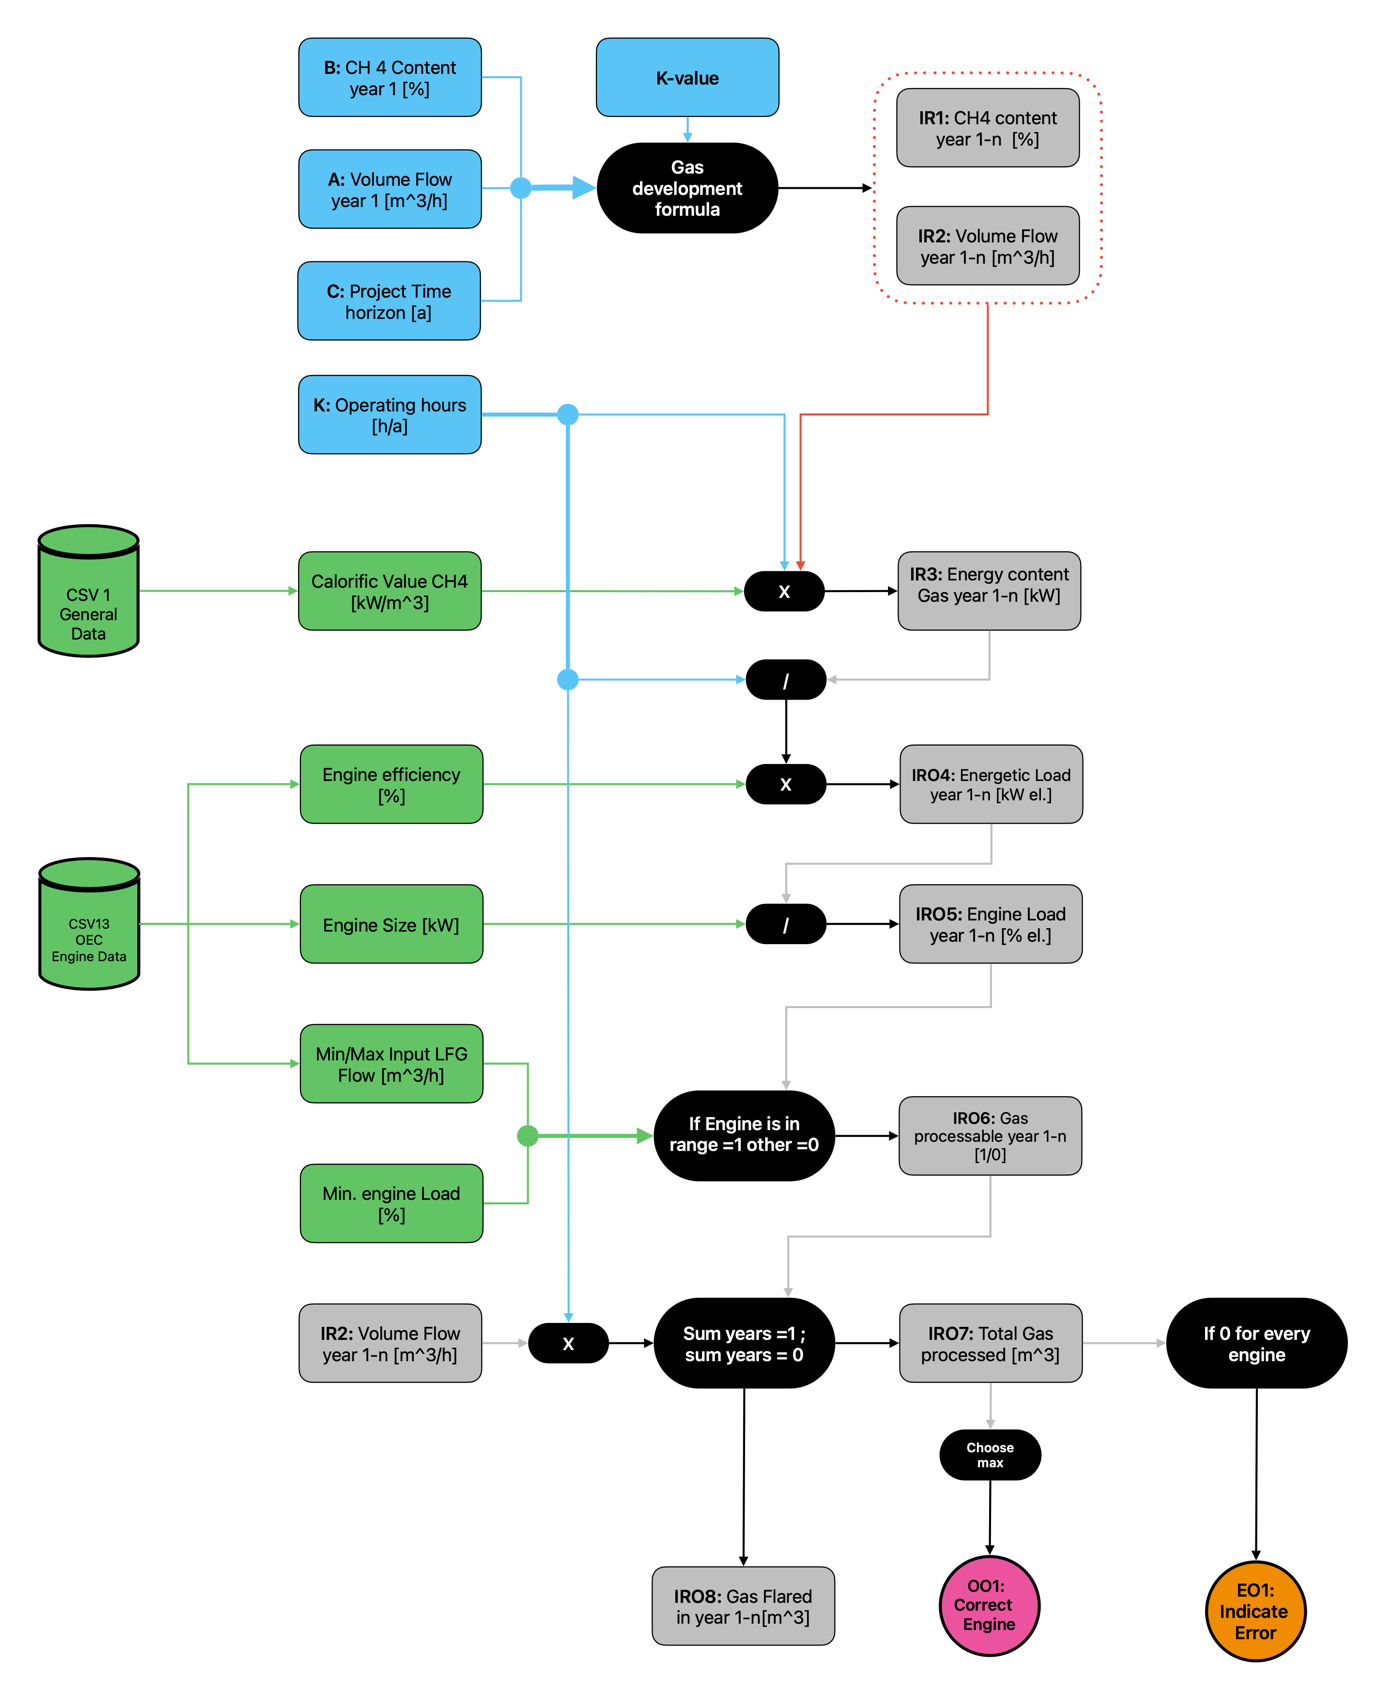 B: CH 4 Content
year 1 [%]
K-value
IR1: CH4 content
year 1-n [%]
A: Volume Flow
year 1 [m^3/h]
Gas
development
formula
IR2: Volume Flow
year 1-n [m^3/h]
C: Project Time
horizon [a]
K: Operating hours
[h/a]
CSV 1
General
Data
Calorific Value CH4
[kW/m^3]
X
IR3: Energy content
Gas year 1-n [kW]
/
Engine efficiency
[%]
X
IRO4: Energetic Load
year 1-n [kW el.]
CSV13
OEC
Engine Data
Engine Size [kW]
/
IRO5: Engine Load
year 1-n [% el.]
Min/Max Input LFG
Flow [m^3/h]
If Engine is in
range =1 other =0
IRO6: Gas
processable year 1-n
[1/0]
Min. engine Load
[%]
IR2: Volume Flow
year 1-n [m^3/h]
X
Sum years =1 ;
sum years = 0
IRO7: Total Gas
processed [m^3]
If 0 for every
engine
Choose
max
IRO8: Gas Flared
in year 1-n[m^3]
OO1:
Correct
Engine
EO1:
Indicate
Error